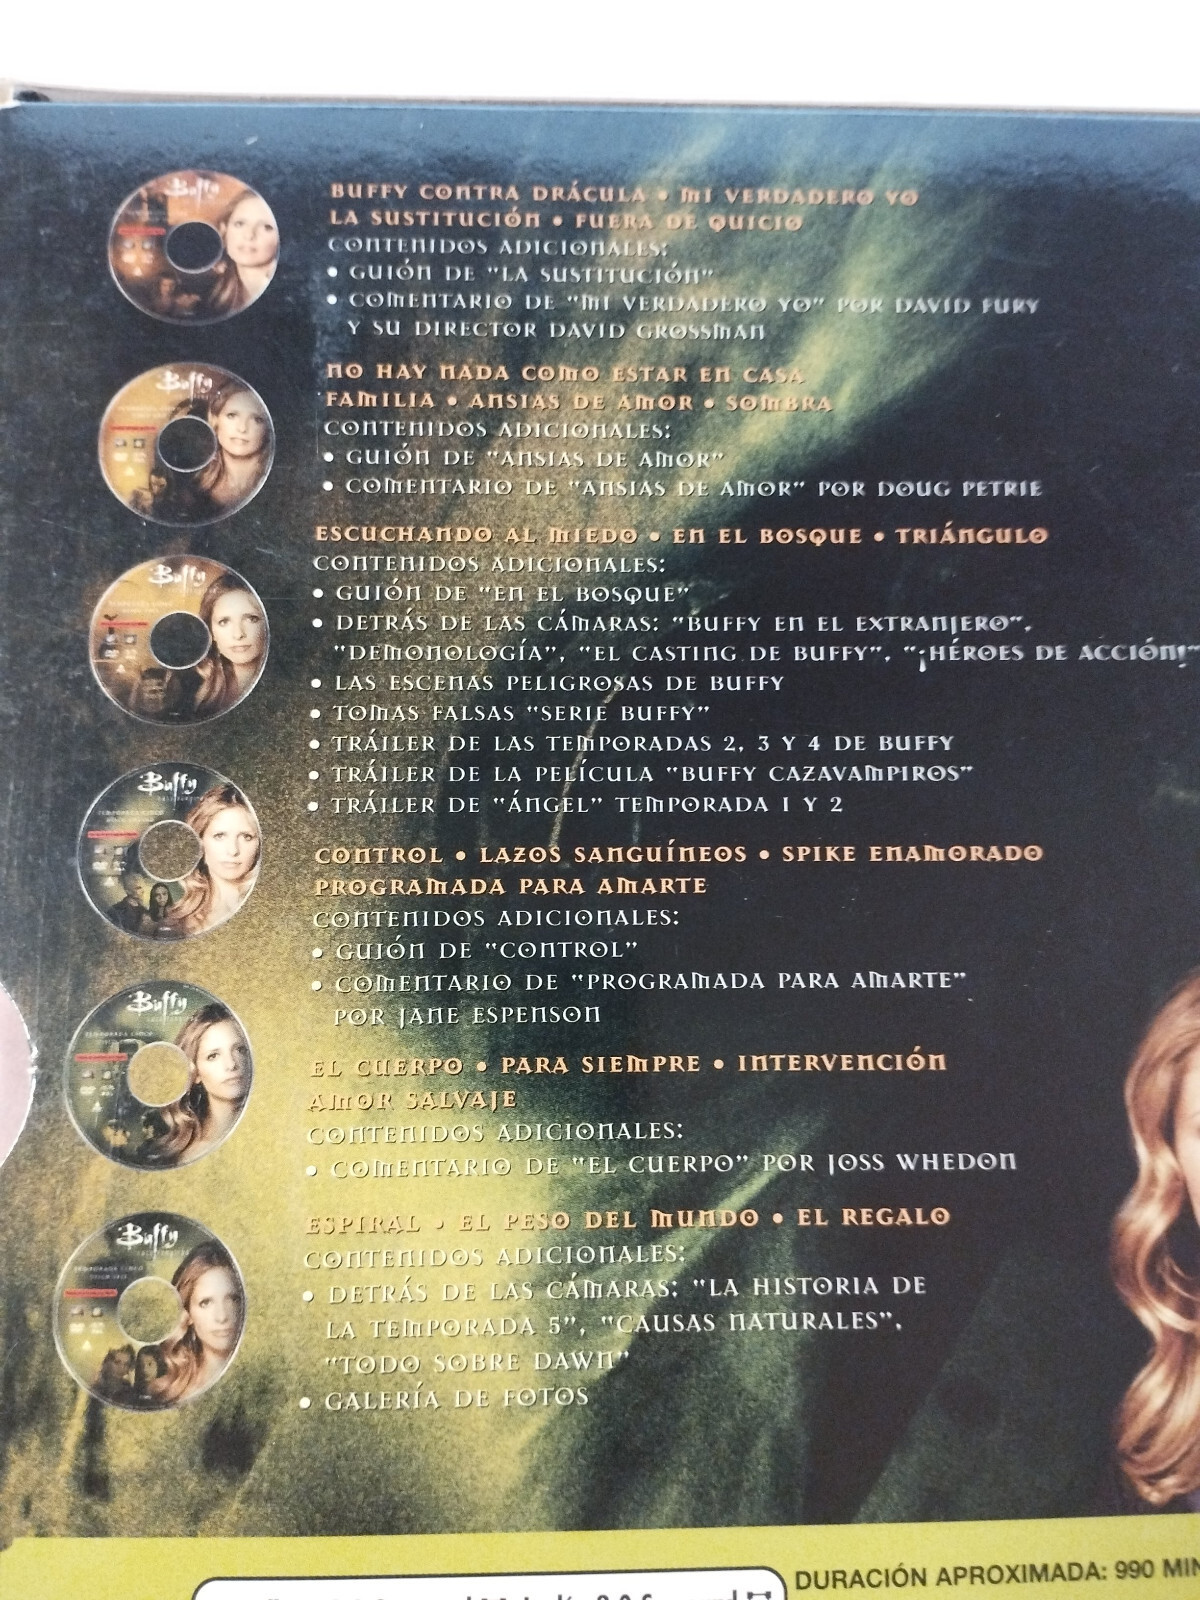 BUFFY CONTRA DRÁCULA • MI VERDADERO YO
LA SUSTITUCIÓN • FUERA DE QUICIO
CONTENIDOS ADICIONALES:
• GUIÓN DE "LA SUSTITUCIÓN"
• COMENTARIO DE "MI VERDADERO YO" POR DAVID FURY
Y SU DIRECTOR DAVID GROSSMAN
Buffy
NO HAY NADA COMO ESTAR EN CASA
FAMILIA • ANSIAS DE AMOR • SOMBRA
CONTENIDOS ADICIONALES:
• GUIÓN DE "ANSIAS DE AMOR"
• COMENTARIO DE "ANSIAS DE AMOR" POR DOUG PETRIE
Buffy
ESCUCHANDO AL MIEDO • EN EL BOSQUE • TRIÁNGULO
CONTENIDOS ADICIONALES:
• GUIÓN DE "EN EL BOSQUE"
• DETRÁS DE LAS CÁMARAS: "BUFFY EN EL EXTRANJERO",
"DEMONOLOGÍA", "EL CASTING DE BUFFY", "¡HÉROES DE ACCIÓN!"
• LAS ESCENAS PELIGROSAS DE BUFFY
• TOMAS FALSAS "SERIE BUFFY"
• TRÁILER DE LAS TEMPORADAS 2, 3 Y 4 DE BUFFY
• TRÁILER DE LA PELÍCULA "BUFFY CAZAVAMPIROS"
• TRÁILER DE "ÁNGEL" TEMPORADA 1 Y 2
Buffy
CONTROL • LAZOS SANGUÍNEOS • SPIKE ENAMORADO
PROGRAMADA PARA AMARTE
CONTENIDOS ADICIONALES:
• GUIÓN DE "CONTROL"
• COMENTARIO DE "PROGRAMADA PARA AMARTE"
POR JANE ESPENSON
Buffy
EL CUERPO • PARA SIEMPRE • INTERVENCIÓN
AMOR SALVAJE
CONTENIDOS ADICIONALES:
• COMENTARIO DE "EL CUERPO" POR JOSS WHEDON
Buffy
ESPIRAL • EL PESO DEL MUNDO • EL REGALO
CONTENIDOS ADICIONALES:
• DETRÁS DE LAS CÁMARAS: "LA HISTORIA DE
LA TEMPORADA 5", "CAUSAS NATURALES",
"TODO SOBRE DAWN"
• GALERÍA DE FOTOS
Buffy
DURACIÓN APROXIMADA: 990 MIN